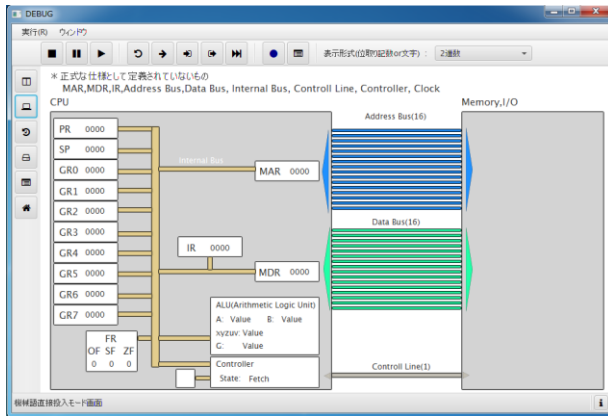 DEBUG
実行(R) ウィンドウ
表示形式(位取り記数or文字) : 2進数
* 正式な仕様として定義されていないもの
MAR,MDR,IR,Address Bus,Data Bus, Internal Bus, Controll Line, Controller, Clock
CPU
Memory,I/O
Address Bus(16)
PR 0000
SP 0000
GR0 0000
GR1 0000
GR2 0000
GR3 0000
GR4 0000
GR5 0000
GR6 0000
GR7 0000
Internal Bus
MAR 0000
Data Bus(16)
IR 0000
MDR 0000
ALU(Arithmetic Logic Unit)
A: Value B: Value
xyzuv: Value
G: Value
FR
OF SF ZF
0 0 0
Controller
State: Fetch
Controll Line(1)
機械語直接投入モード画面